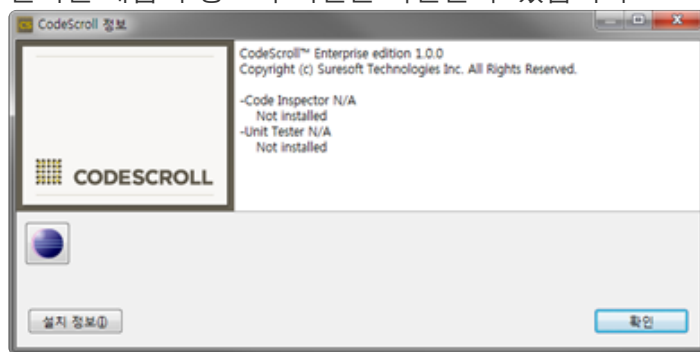 CodeScroll 정보
CodeScroll™ Enterprise edition 1.0.0
Copyright (c) Suresoft Technologies Inc. All Rights Reserved.
-Code Inspector N/A
Not installed
-Unit Tester N/A
Not installed
CODESCROLL
설치 정보(I)
확인